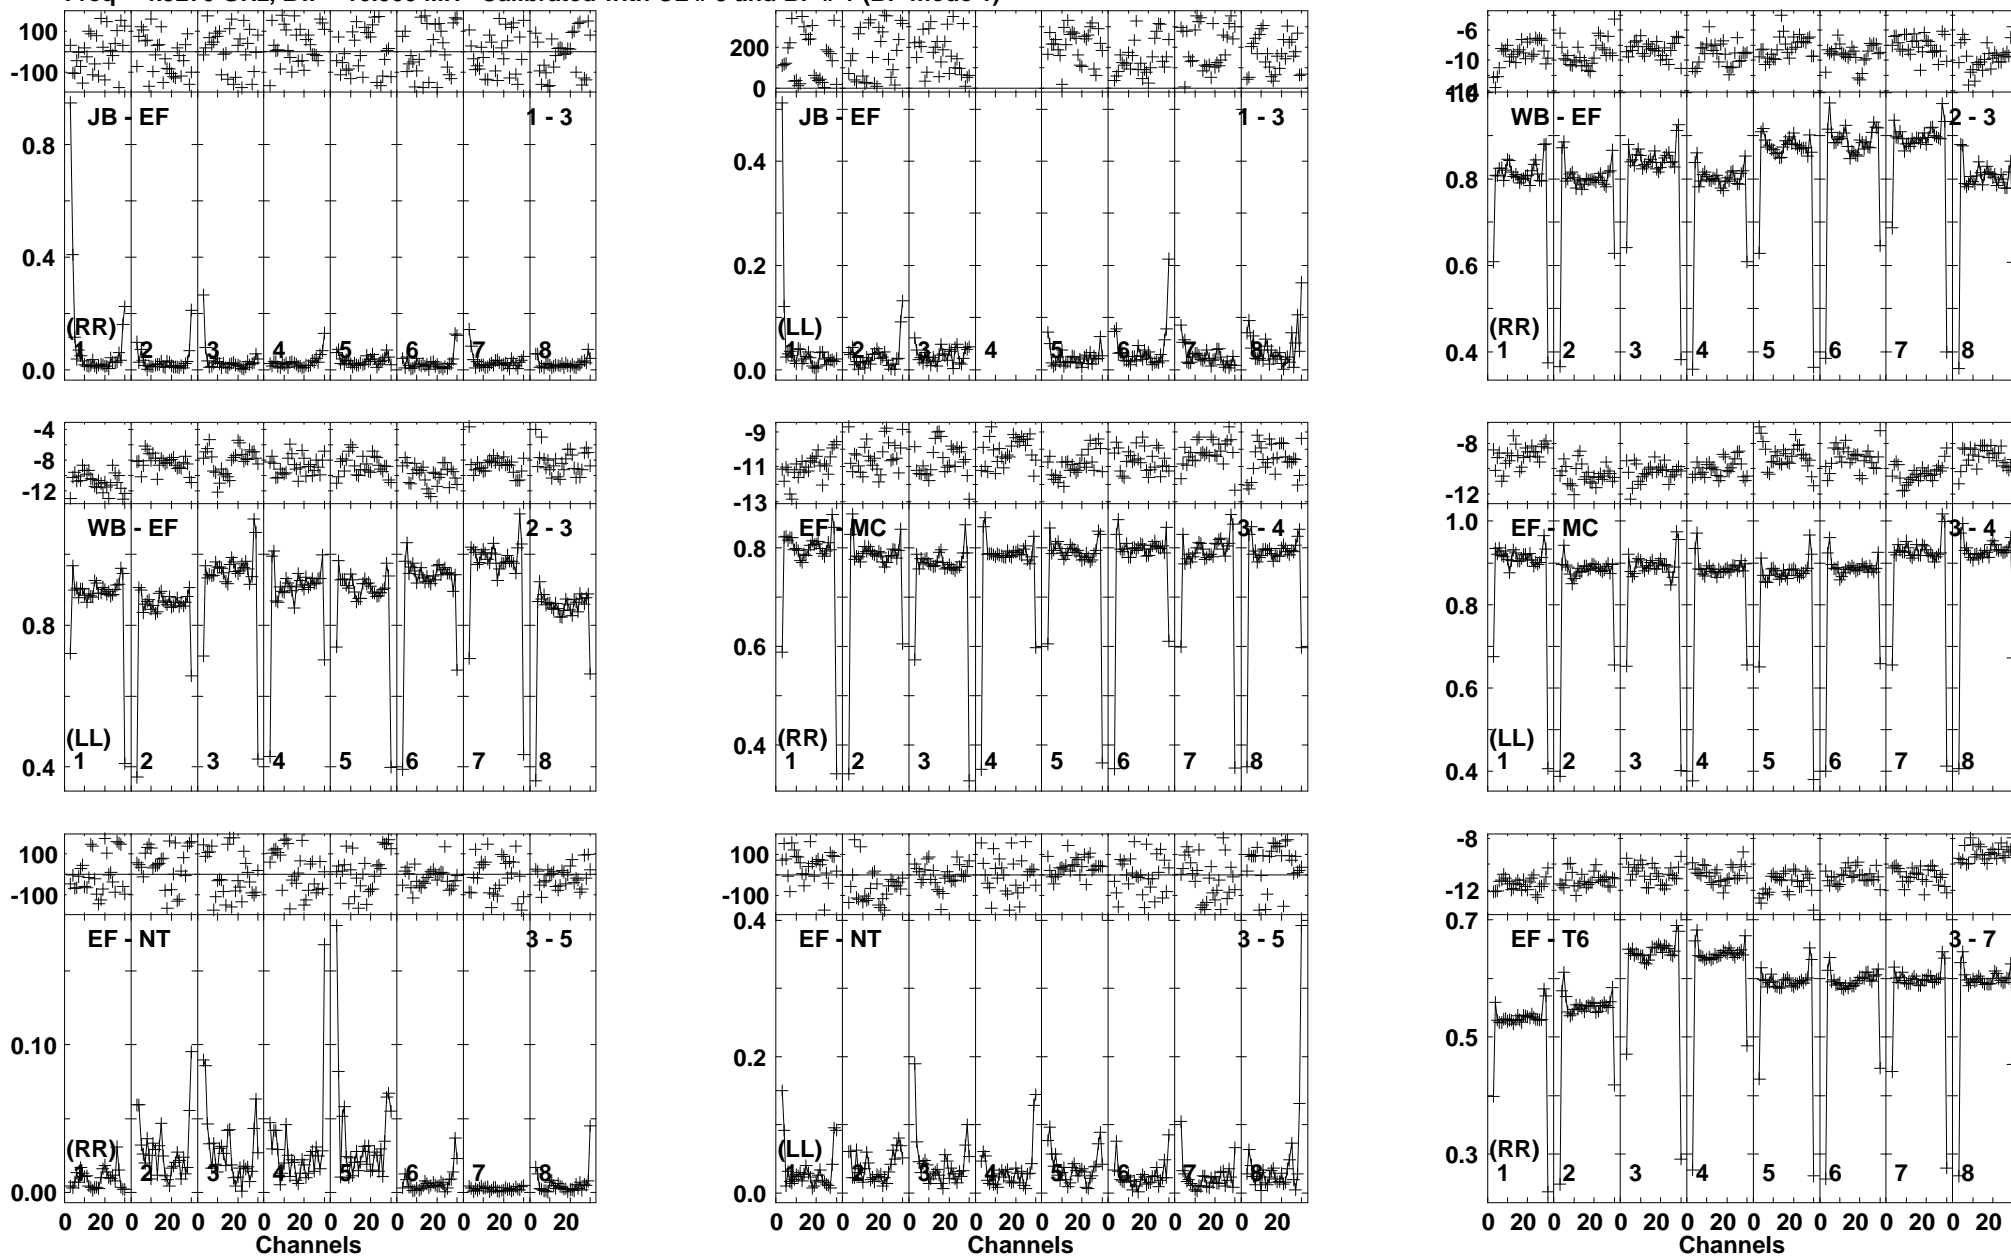 100
-100
JB - EF 1 - 3
0.8
0.4
(RR)
1 2 3 4 5 6 7 8
0.0
200
0
JB - EF 1 - 3
0.4
0.2
(LL)
1 2 3 4 5 6 7 8
0.0
-6
-10
WB - EF 2 - 3
0.8
0.6
(RR)
0.4
1 2 3 4 5 6 7 8
-4
-8
-12
WB - EF 2 - 3
0.8
(LL)
1 2 3 4 5 6 7 8
0.4
-9
-11
-13
EF - MC 3 - 4
0.8
0.6
0.4
(RR)
1 2 3 4 5 6 7 8
-8
-12
1.0
EF - MC 3 - 4
0.8
0.6
(LL)
1 2 3 4 5 6 7 8
0.4
100
-100
EF - NT 3 - 5
0.10
(RR)
1 2 3 4 5 6 7 8
0.00
0 20 0 20 0 20 0 20 0 20 0 20 0 20 0 20
Channels
100
-100
0.4
EF - NT 3 - 5
0.2
(LL)
1 2 3 4 5 6 7 8
0.0
0 20 0 20 0 20 0 20 0 20 0 20 0 20 0 20
Channels
-8
-12
0.7
EF - T6 3 - 7
0.5
0.3
(RR)
1 2 3 4 5 6 7 8
0 20 0 20 0 20 0 20 0 20 0 20 0 20 0 20
Channels